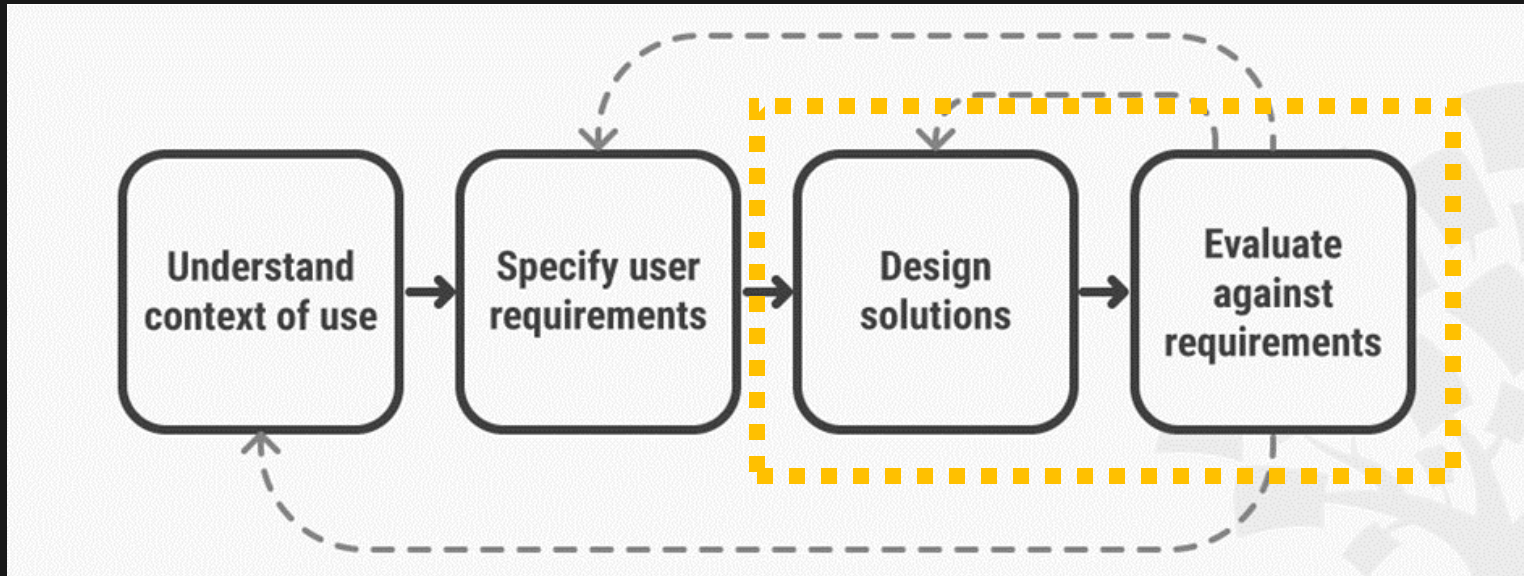 Understand
context of use
Specify user
requirements
Design
solutions
Evaluate
against
requirements